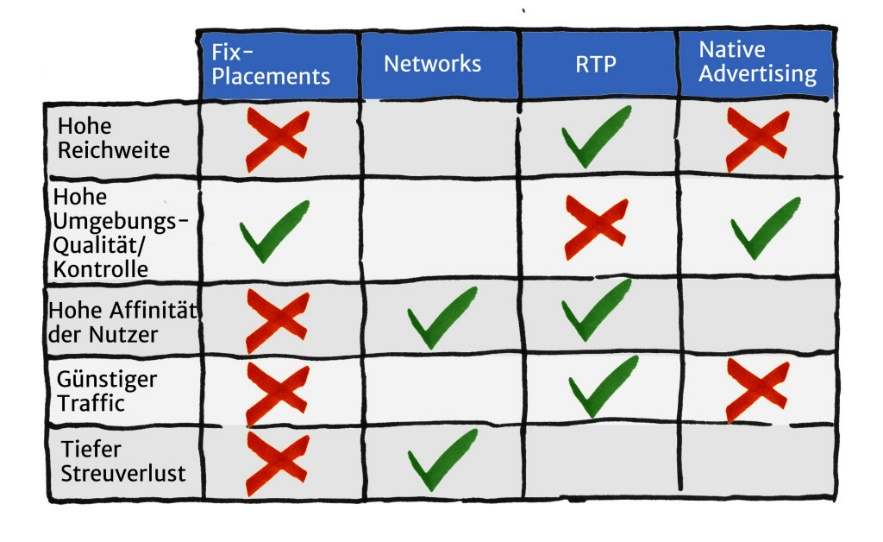 Fix-
Placements
Networks
RTP
Native
Advertising
Hohe
Reichweite
Hohe
Umgebungs-
Qualität/
Kontrolle
Hohe Affinität
der Nutzer
Günstiger
Traffic
Tiefer
Streuverlust